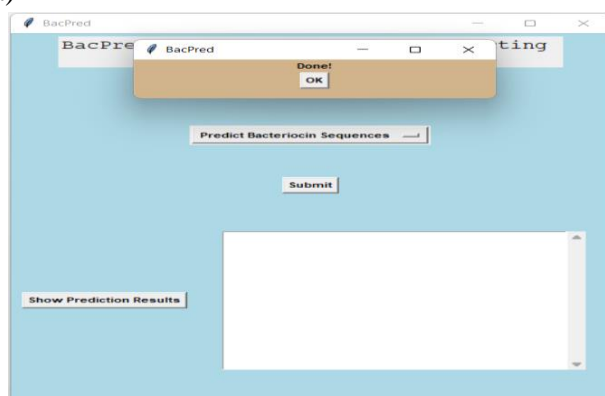 BacPred
BacPre
ting
BacPred
Done!
OK
Predict Bacteriocin Sequences
Submit
Show Prediction Results